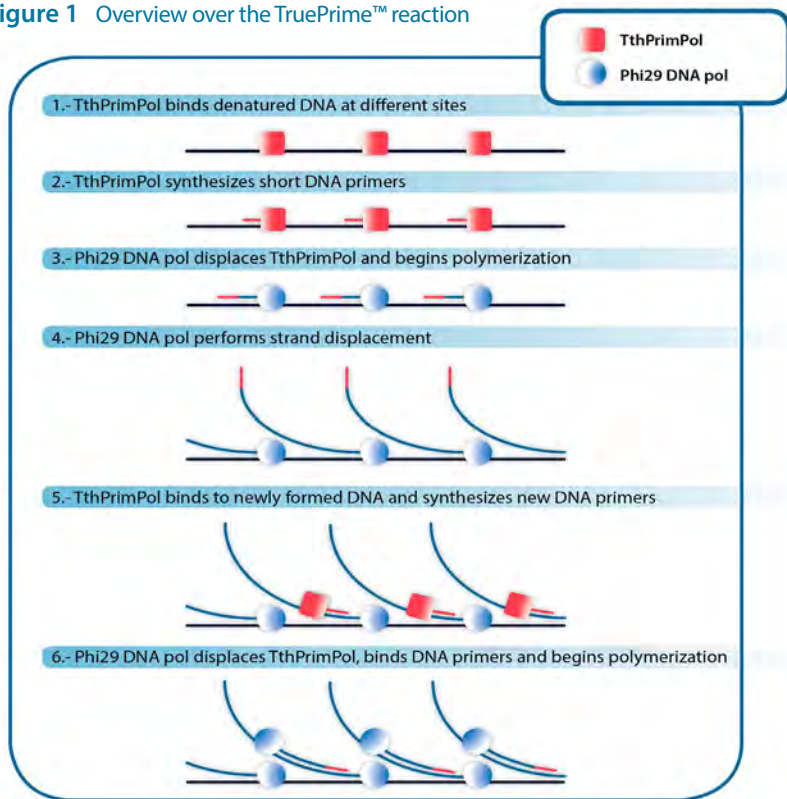 igure 1 Overview over the TruePrime™ reaction
TthPrimPol
Phi29 DNA pol
1.- TthPrimPol binds denatured DNA at different sites
2.- TthPrimPol synthesizes short DNA primers
3.- Phi29 DNA pol displaces TthPrimPol and begins polymerization
4.- Phi29 DNA pol performs strand displacement
5.- TthPrimPol binds to newly formed DNA and synthesizes new DNA primers
6.- Phi29 DNA pol displaces TthPrimPol, binds DNA primers and begins polymerization